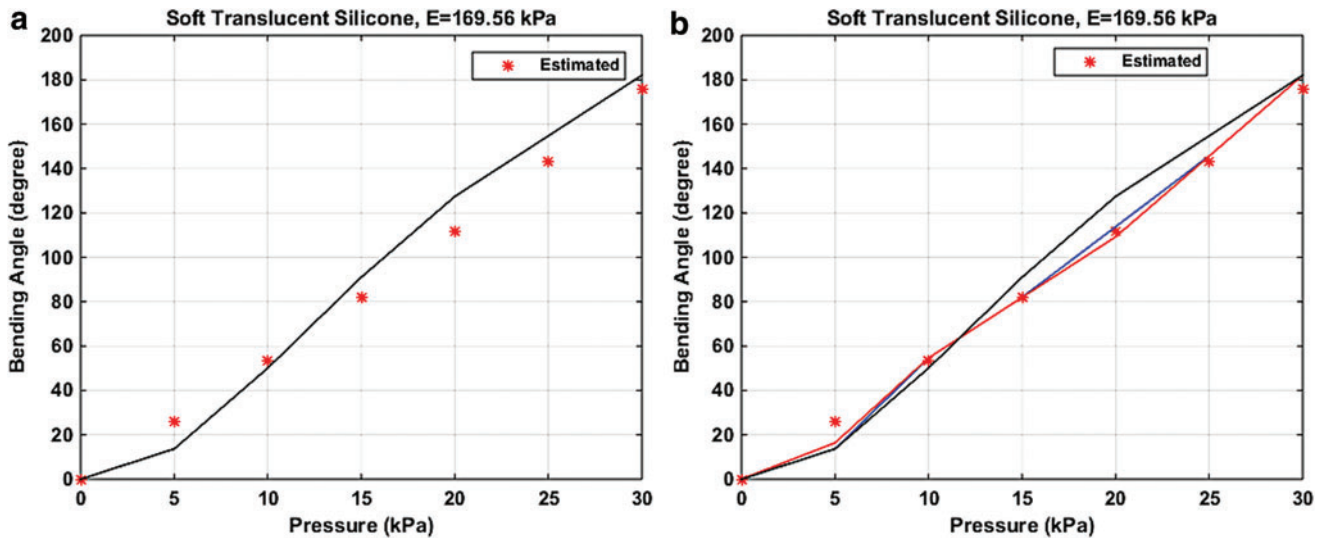 a
Soft Translucent Silicone, E=169.56 kPa
200
180
160
140
120
100
80
60
40
20
0
Bending Angle (degree)
Estimated
0 5 10 15 20 25 30
Pressure (kPa)
b
Soft Translucent Silicone, E=169.56 kPa
200
180
160
140
120
100
80
60
40
20
0
Bending Angle (degree)
Estimated
0 5 10 15 20 25 30
Pressure (kPa)